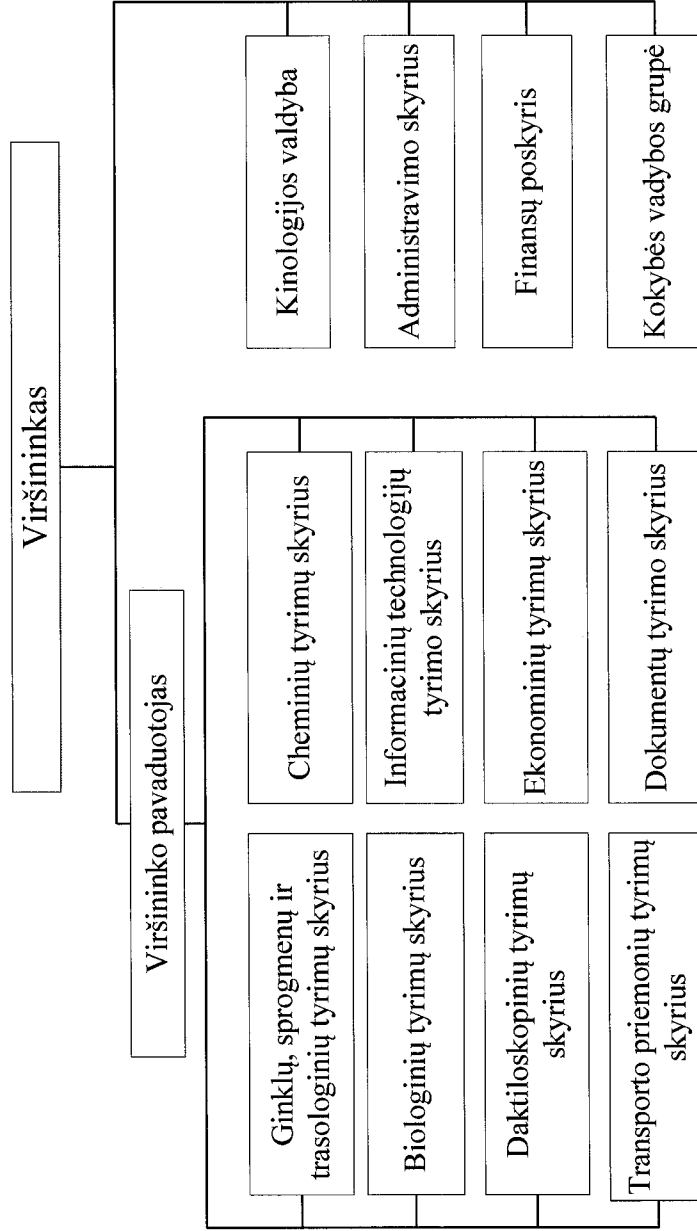 Viršininkas
Viršininko pavaduotojas
Ginklų, sprogmenų ir
trasologinių tyrimų skyrius
Biologinių tyrimų skyrius
Daktiloskopinių tyrimų
skyrius
Transporto priemonių tyrimų
skyrius
Cheminių tyrimų skyrius
Informacinių technologijų
tyrimo skyrius
Ekonominių tyrimų skyrius
Dokumentų tyrimo skyrius
Kinologijos valdyba
Administravimo skyrius
Finansų poskyris
Kokybės vadybos grupė